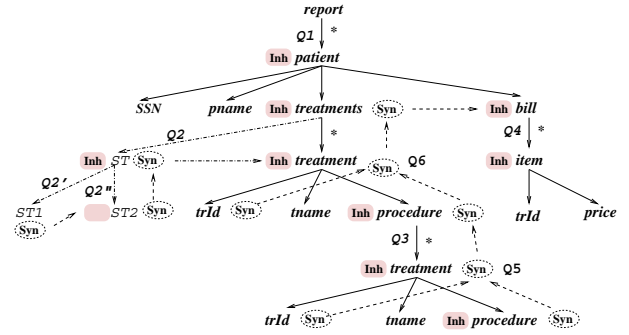 report
Q1 *
Inh patient
SSN pname Inh treatments Syn Inh bill
Q2 * Q4 *
Inh ST Syn Inh treatment Syn Q6 Inh item
Q2' Q2"
ST1 ST2 Syn trId Syn tname Inh procedure Syn trId price
Syn
Q3 *
Inh treatment Syn Q5
trId Syn tname Inh procedure Syn